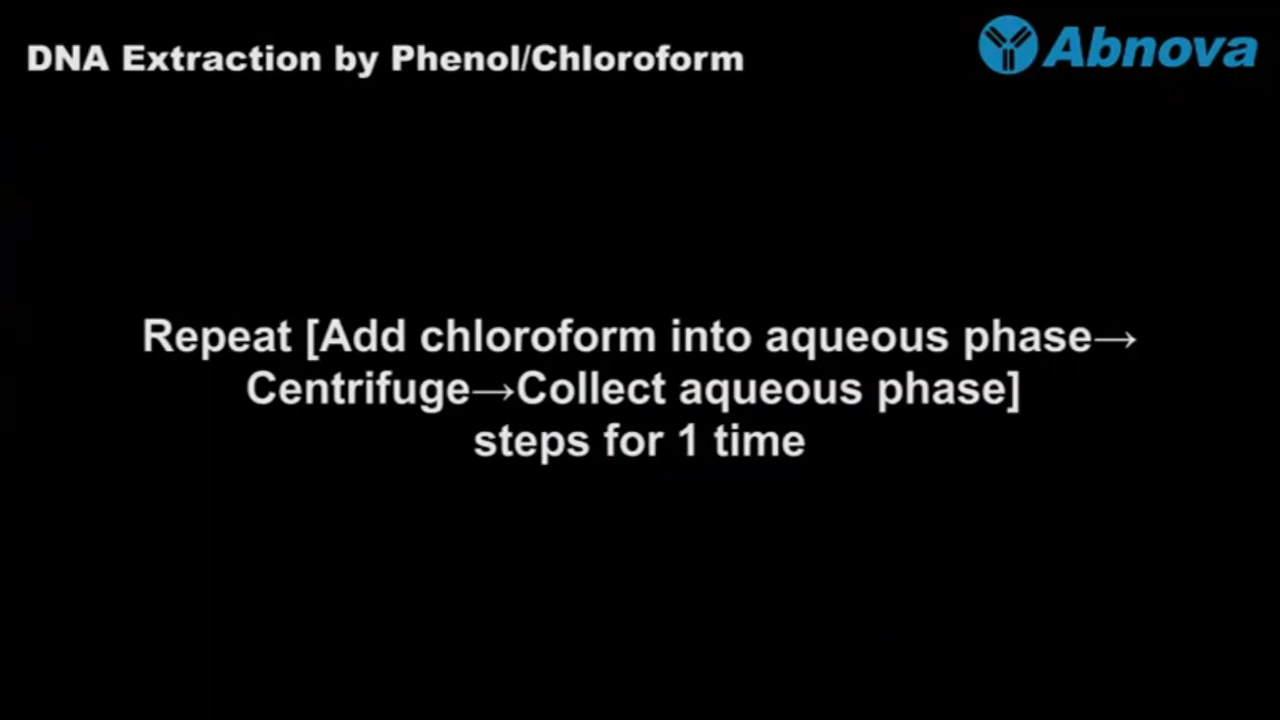 DNA Extraction by Phenol/Chloroform
Abnova
Repeat [Add chloroform into aqueous phase→
Centrifuge→Collect aqueous phase]
steps for 1 time